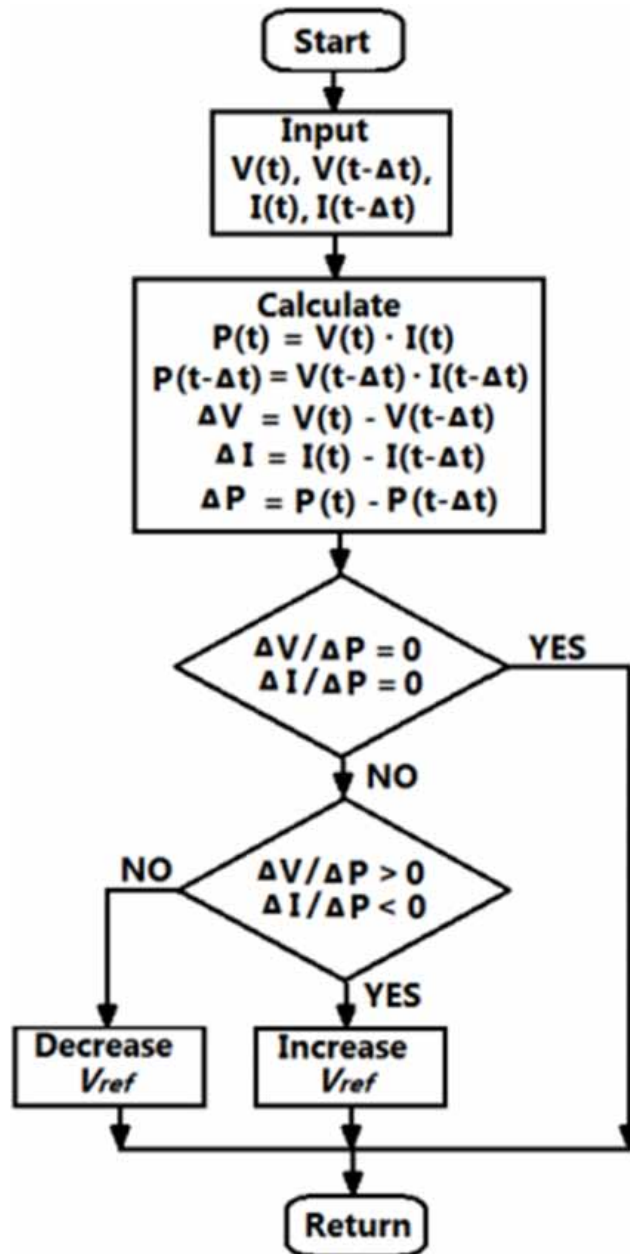 Start
Input
V(t), V(t-Δt),
I(t), I(t-Δt)
Calculate
P(t) = V(t) · I(t)
P(t-Δt) = V(t-Δt) · I(t-Δt)
ΔV = V(t) - V(t-Δt)
ΔI = I(t) - I(t-Δt)
ΔP = P(t) - P(t-Δt)
ΔV/ΔP = 0
ΔI/ΔP = 0
YES
NO
ΔV/ΔP > 0
ΔI/ΔP < 0
NO
YES
Decrease
Vref
Increase
Vref
Return